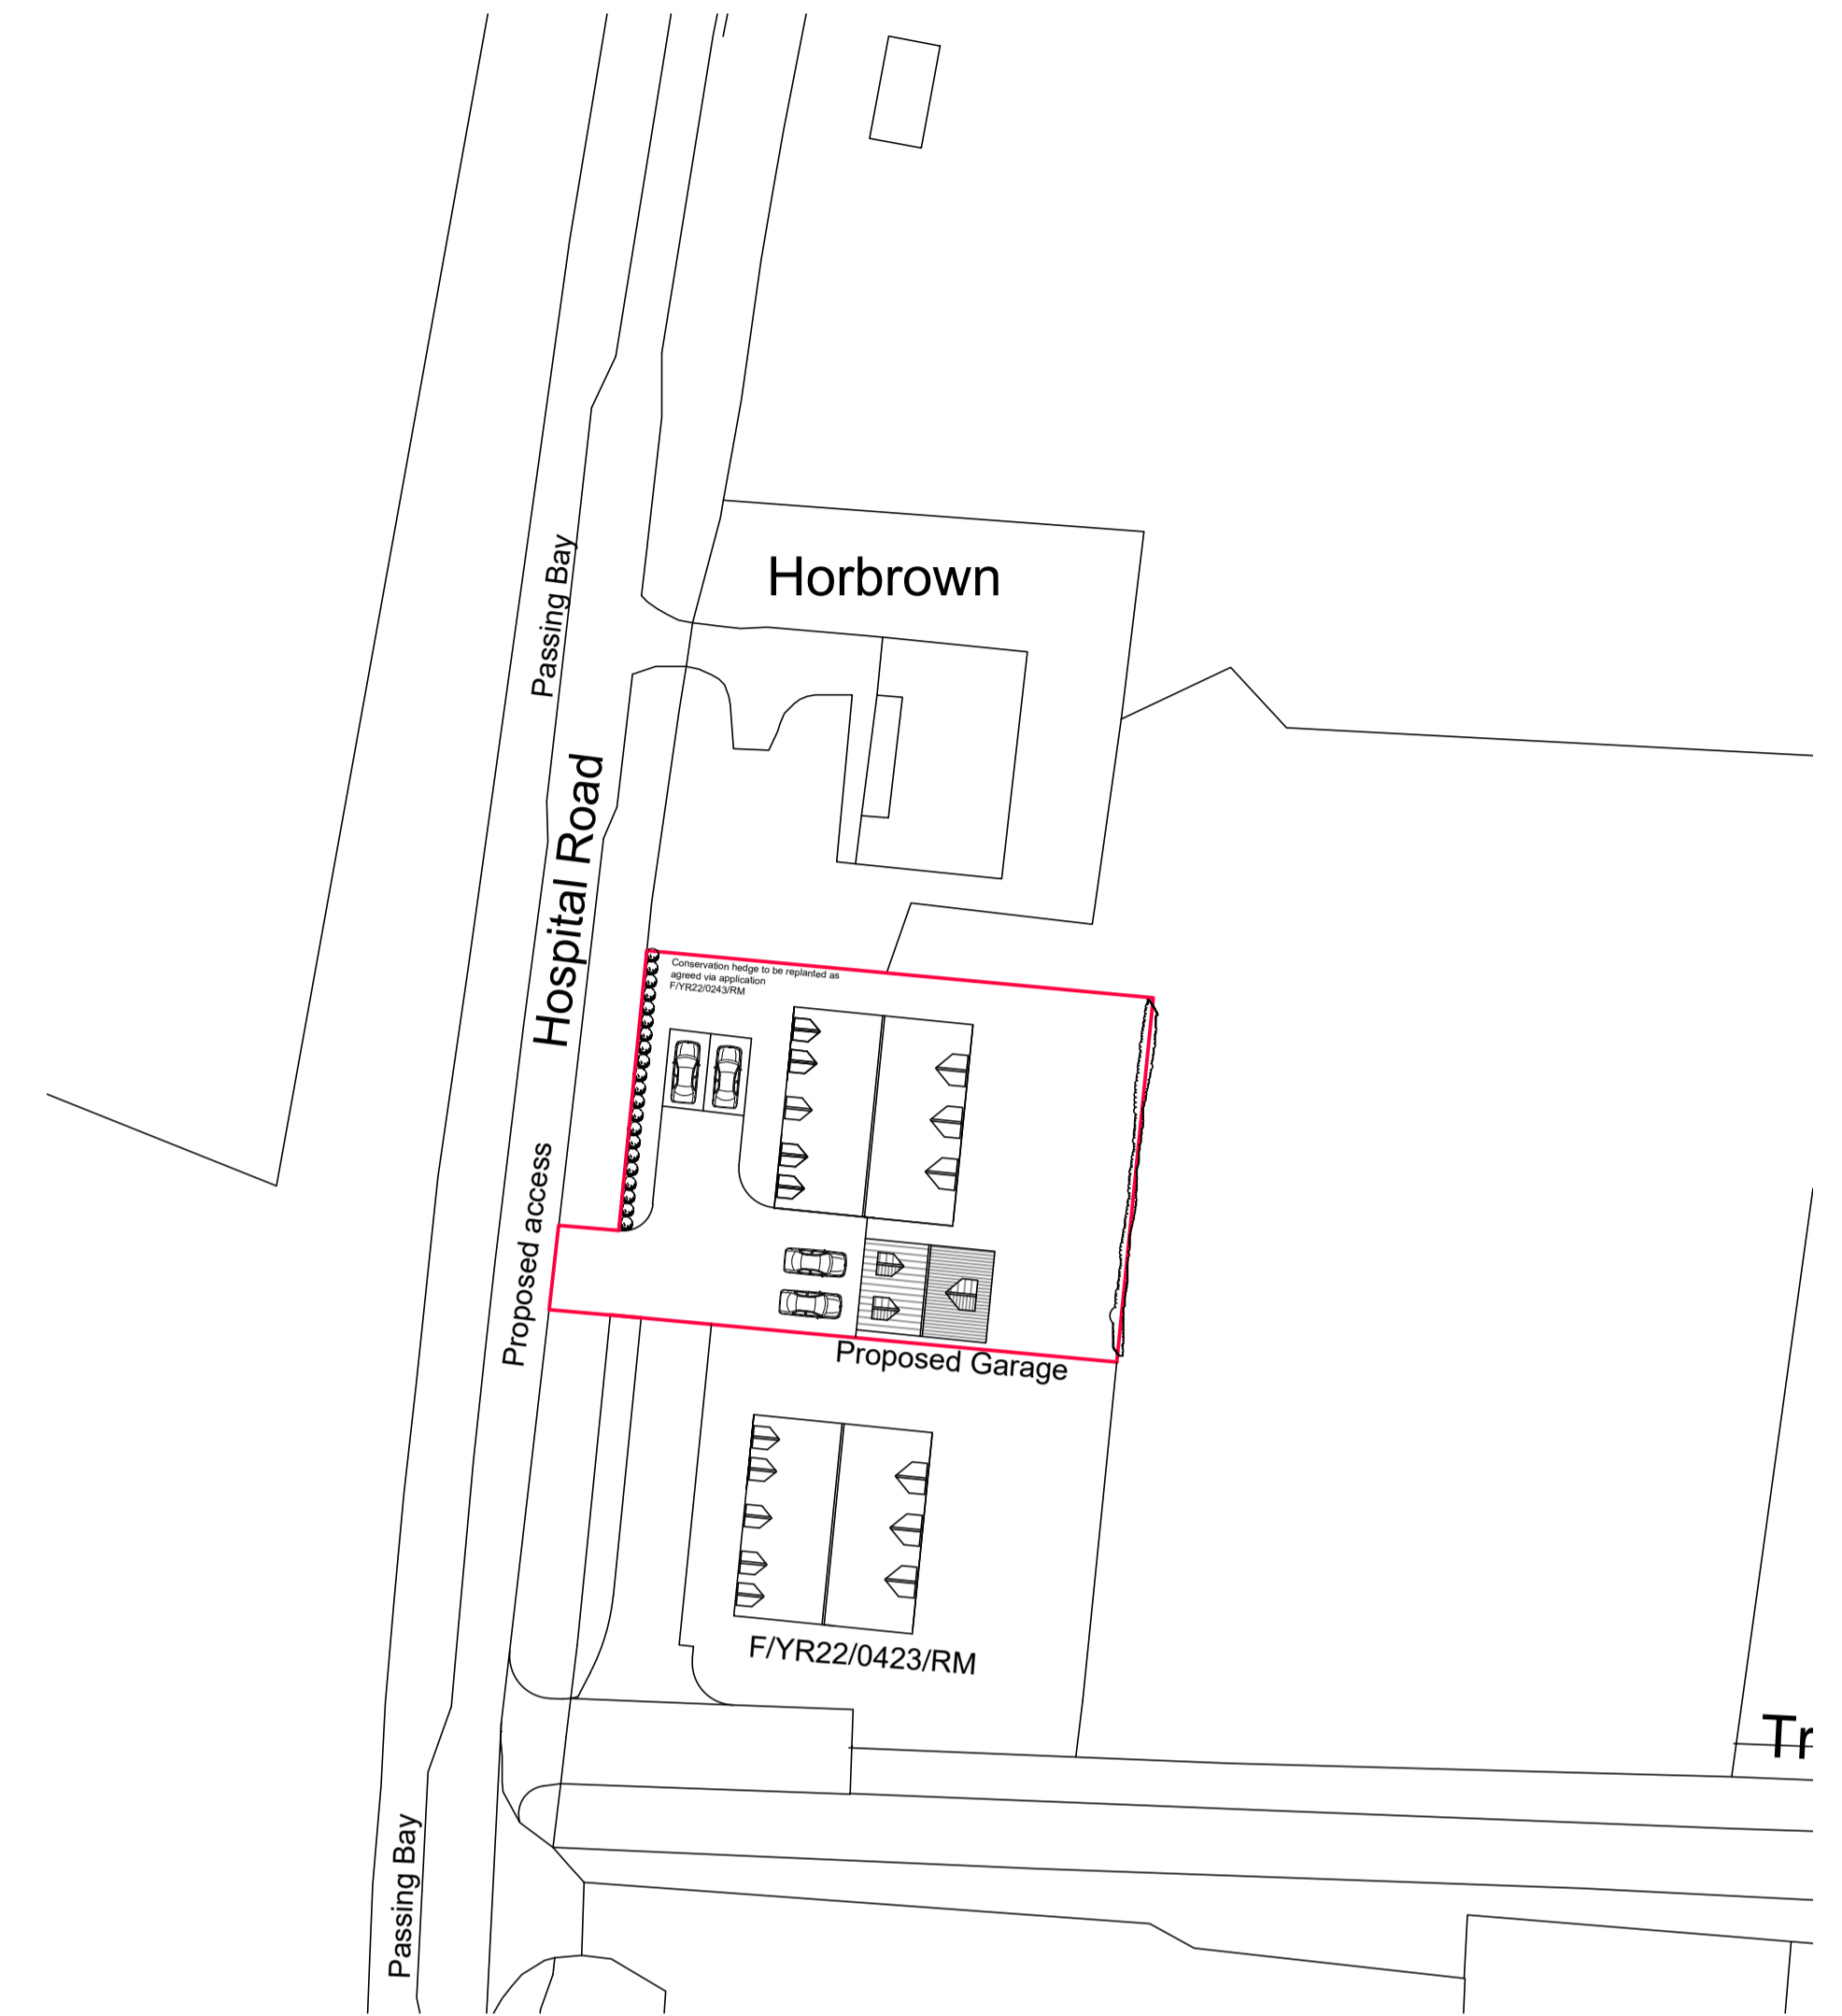 Passing Bay
Horbrown
Hospital Road
Conservation hedge to be replanted as
agreed via application
F/YR22/0243/RM
Proposed access
Proposed Garage
F/YR22/0423/RM
Tr
Passing Bay